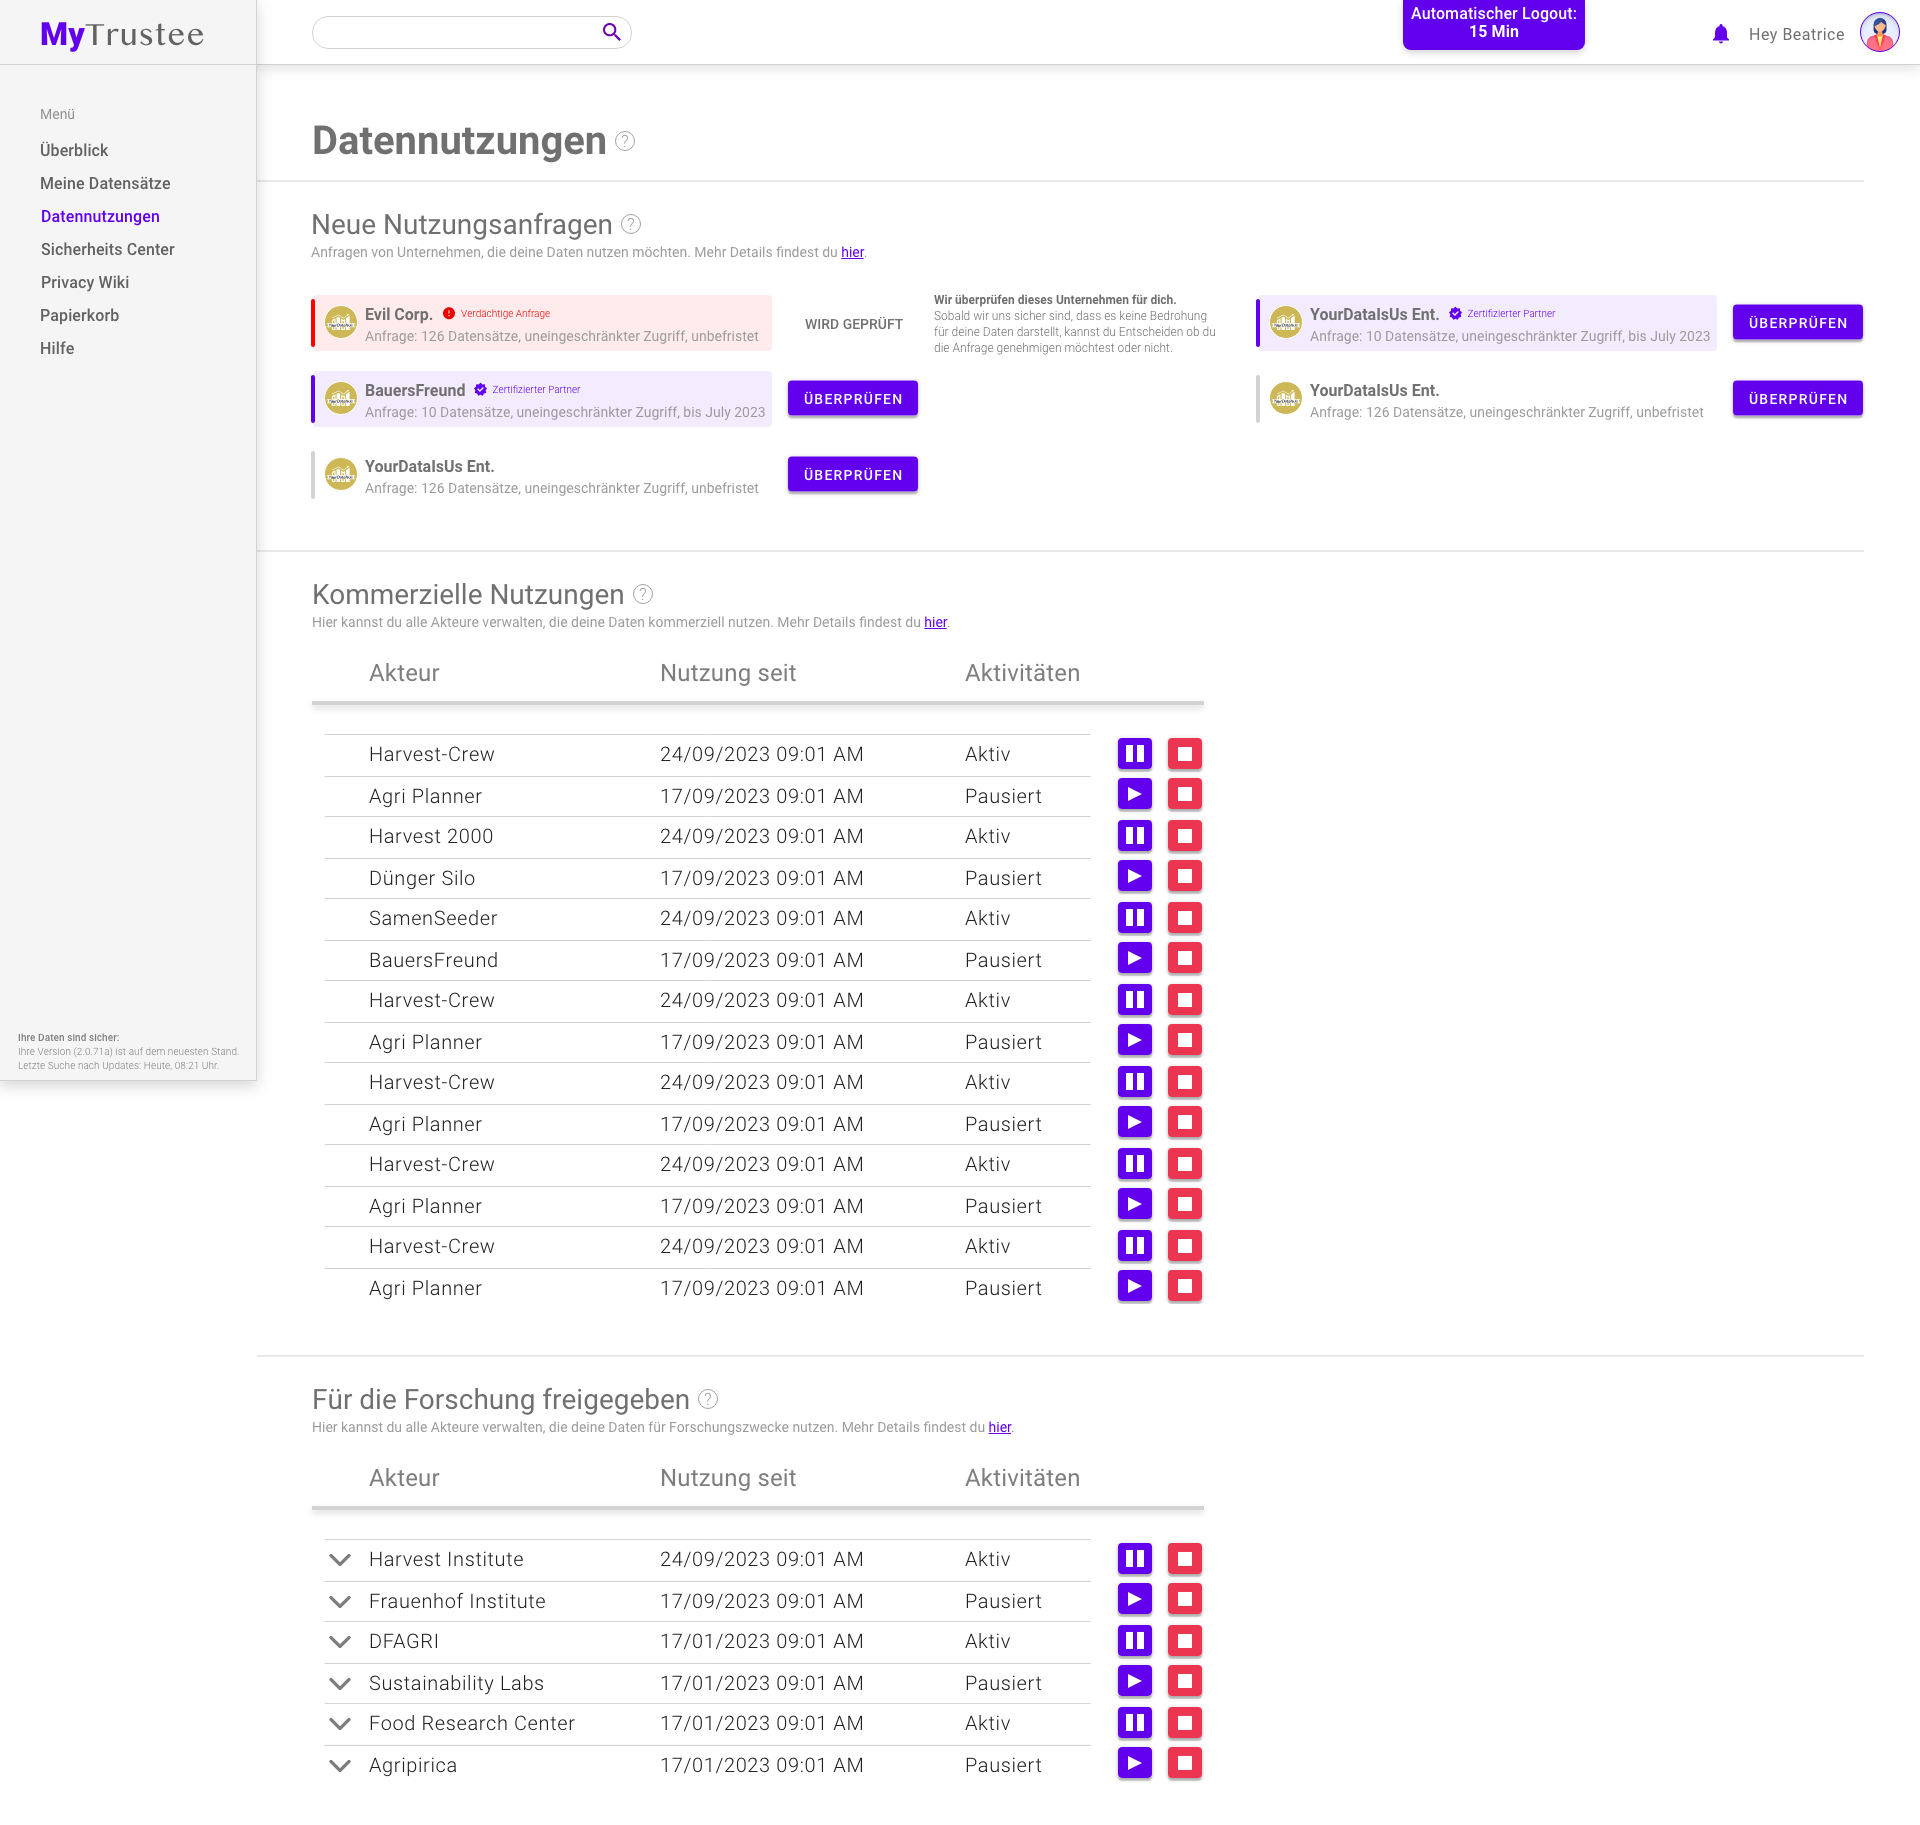 MyTrustee
Automatischer Logout:
15 Min
Hey Beatrice
Menü
Überblick
Meine Datensätze
Datennutzungen
Sicherheits Center
Privacy Wiki
Papierkorb
Hilfe
Ihre Daten sind sicher:
Ihre Version (2.0.71a) ist auf dem neuesten Stand.
Letzte Suche nach Updates: Heute, 08:21 Uhr.
Datennutzungen ?
Neue Nutzungsanfragen ?
Anfragen von Unternehmen, die deine Daten nutzen möchten. Mehr Details findest du hier.
Evil Corp. Verdächtige Anfrage
Anfrage: 126 Datensätze, uneingeschränkter Zugriff, unbefristet
WIRD GEPRÜFT
Wir überprüfen dieses Unternehmen für dich.
Sobald wir uns sicher sind, dass es keine Bedrohung
für deine Daten darstellt, kannst du Entscheiden ob du
die Anfrage genehmigen möchtest oder nicht.
BauersFreund Zertifizierter Partner
Anfrage: 10 Datensätze, uneingeschränkter Zugriff, bis July 2023
ÜBERPRÜFEN
YourDataIsUs Ent.
Anfrage: 126 Datensätze, uneingeschränkter Zugriff, unbefristet
ÜBERPRÜFEN
YourDataIsUs Ent. Zertifizierter Partner
Anfrage: 10 Datensätze, uneingeschränkter Zugriff, bis July 2023
ÜBERPRÜFEN
YourDataIsUs Ent.
Anfrage: 126 Datensätze, uneingeschränkter Zugriff, unbefristet
ÜBERPRÜFEN
Kommerzielle Nutzungen ?
Hier kannst du alle Akteure verwalten, die deine Daten kommerziell nutzen. Mehr Details findest du hier.
Akteur Nutzung seit Aktivitäten
Harvest-Crew 24/09/2023 09:01 AM Aktiv
Agri Planner 17/09/2023 09:01 AM Pausiert
Harvest 2000 24/09/2023 09:01 AM Aktiv
Dünger Silo 17/09/2023 09:01 AM Pausiert
SamenSeeder 24/09/2023 09:01 AM Aktiv
BauersFreund 17/09/2023 09:01 AM Pausiert
Harvest-Crew 24/09/2023 09:01 AM Aktiv
Agri Planner 17/09/2023 09:01 AM Pausiert
Harvest-Crew 24/09/2023 09:01 AM Aktiv
Agri Planner 17/09/2023 09:01 AM Pausiert
Harvest-Crew 24/09/2023 09:01 AM Aktiv
Agri Planner 17/09/2023 09:01 AM Pausiert
Harvest-Crew 24/09/2023 09:01 AM Aktiv
Agri Planner 17/09/2023 09:01 AM Pausiert
Für die Forschung freigegeben ?
Hier kannst du alle Akteure verwalten, die deine Daten für Forschungszwecke nutzen. Mehr Details findest du hier.
Akteur Nutzung seit Aktivitäten
Harvest Institute 24/09/2023 09:01 AM Aktiv
Frauenhof Institute 17/09/2023 09:01 AM Pausiert
DFAGRI 17/01/2023 09:01 AM Aktiv
Sustainability Labs 17/01/2023 09:01 AM Pausiert
Food Research Center 17/01/2023 09:01 AM Aktiv
Agripirica 17/01/2023 09:01 AM Pausiert